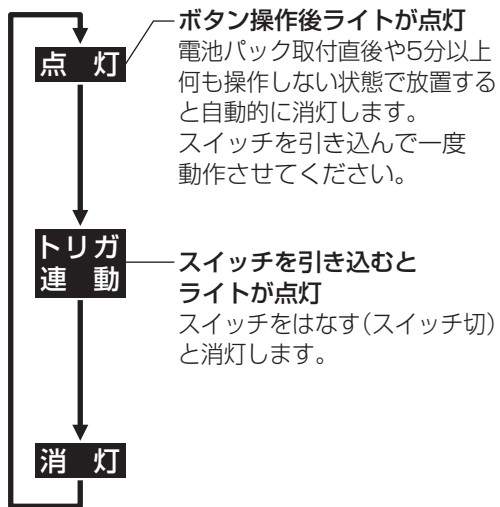 点 灯
ボタン操作後ライトが点灯
電池パック取付直後や5分以上
何も操作しない状態で放置する
と自動的に消灯します。
スイッチを引き込んで一度
動作させてください。
トリガ
連 動
スイッチを引き込むと
ライトが点灯
スイッチをはなす(スイッチ切)
と消灯します。
消 灯